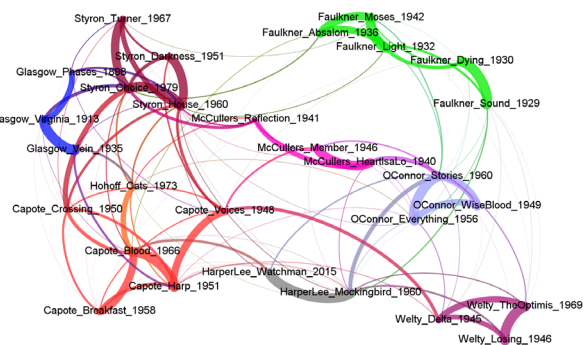 Styron_Turner_1967
Faulkner_Moses_1942
Faulkner_Absalom_1936
Faulkner_Light_1932
Styron_Darkness_1951
Faulkner_Dying_1930
Glasgow_Phases_1898
Styron_Choice_1979
Styron_House_1960
Faulkner_Sound_1929
asgow_Virginia_1913
McCullers_Reflection_1941
Glasgow_Vein_1935
McCullers_Member_1946
McCullers_HeartIsLo_1940
OConnor_Stories_1960
Hohoff_Cats_1973
OConnor_WiseBlood_1949
Capote_Crossing_1950
Capote_Voices_1948
OConnor_Everything_1956
Capote_Blood_1966
HarperLee_Watchman_2015
Capote_Harp_1951
HarperLee_Mockingbird_1960
Capote_Breakfast_1958
Welty_TheOptimis_1969
Welty_Delta_1945
Welty_Losing_1946